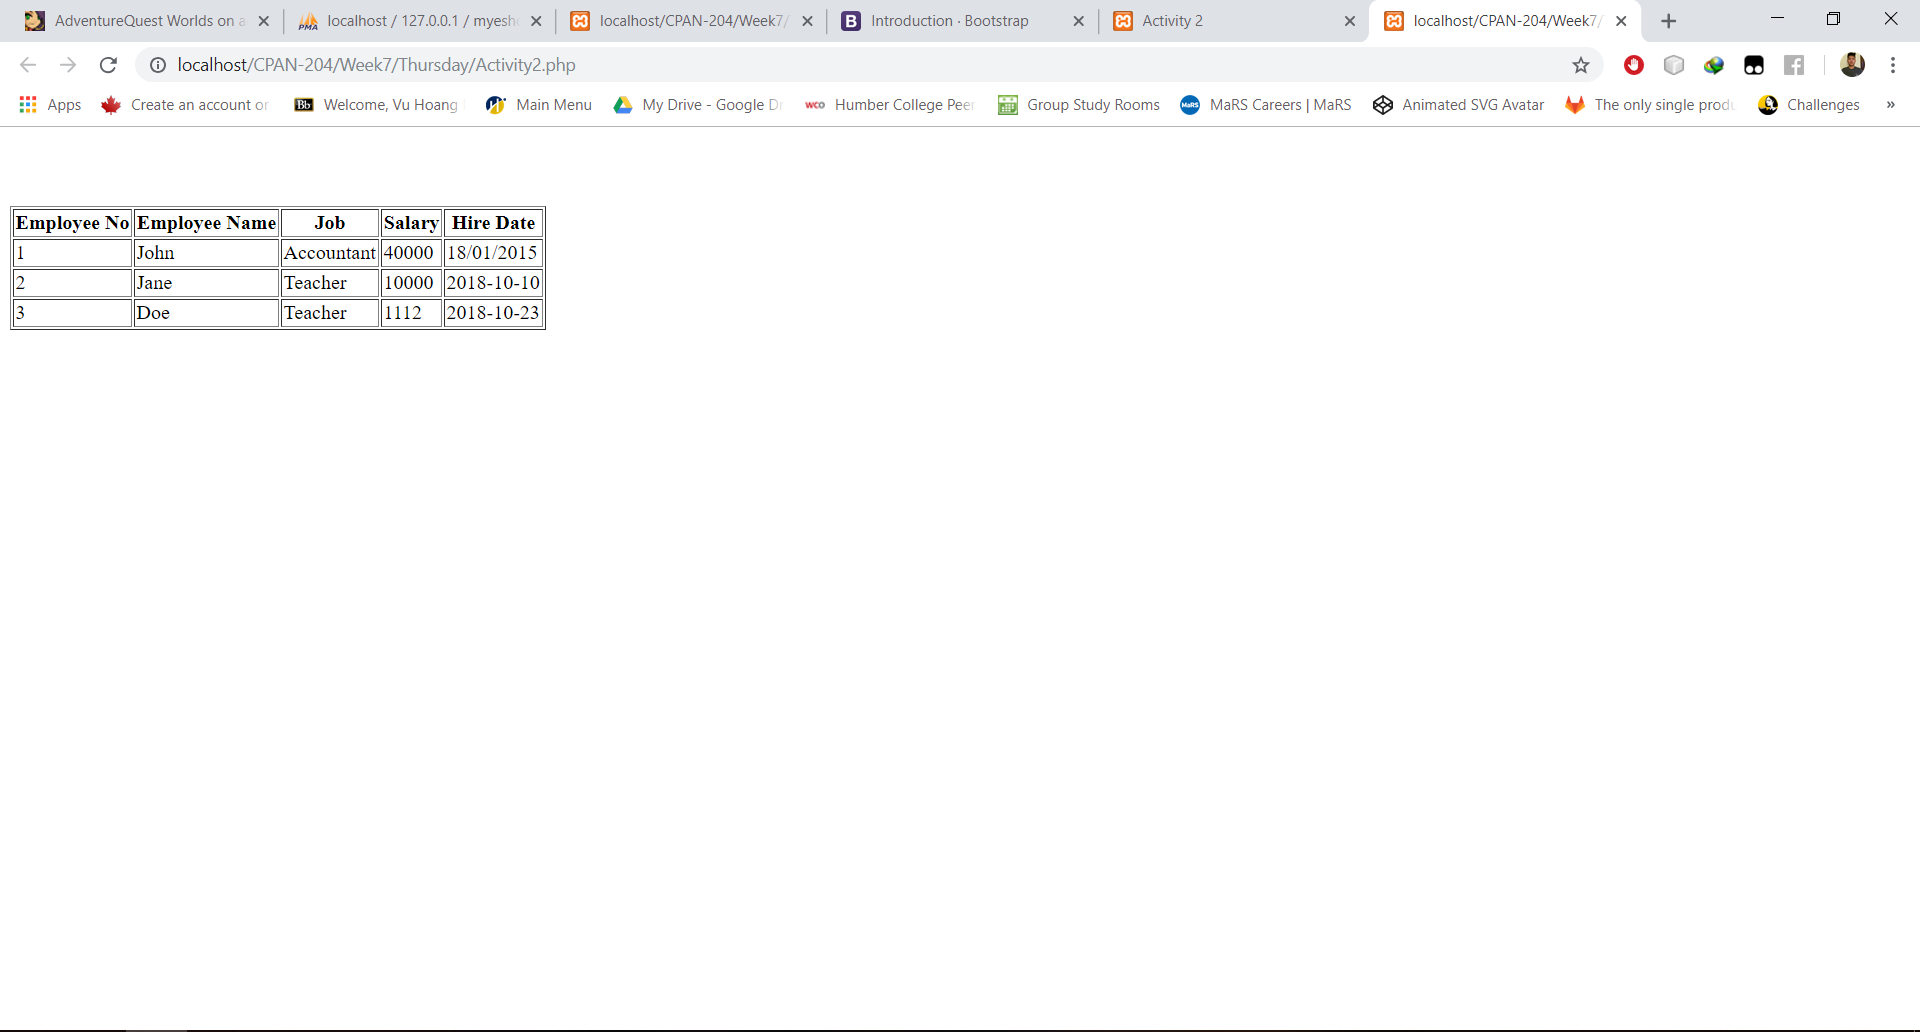 AdventureQuest Worlds on a
localhost / 127.0.0.1 / myesh
localhost/CPAN-204/Week7/
B Introduction · Bootstrap
Activity 2
localhost/CPAN-204/Week7/
localhost/CPAN-204/Week7/Thursday/Activity2.php
Apps Create an account or Bb Welcome, Vu Hoang Main Menu My Drive - Google Dr wco Humber College Peer Group Study Rooms MaRS MaRS Careers | MaRS Animated SVG Avatar The only single produ Challenges »
Employee No Employee Name Job Salary Hire Date
1 John Accountant 40000 18/01/2015
2 Jane Teacher 10000 2018-10-10
3 Doe Teacher 1112 2018-10-23